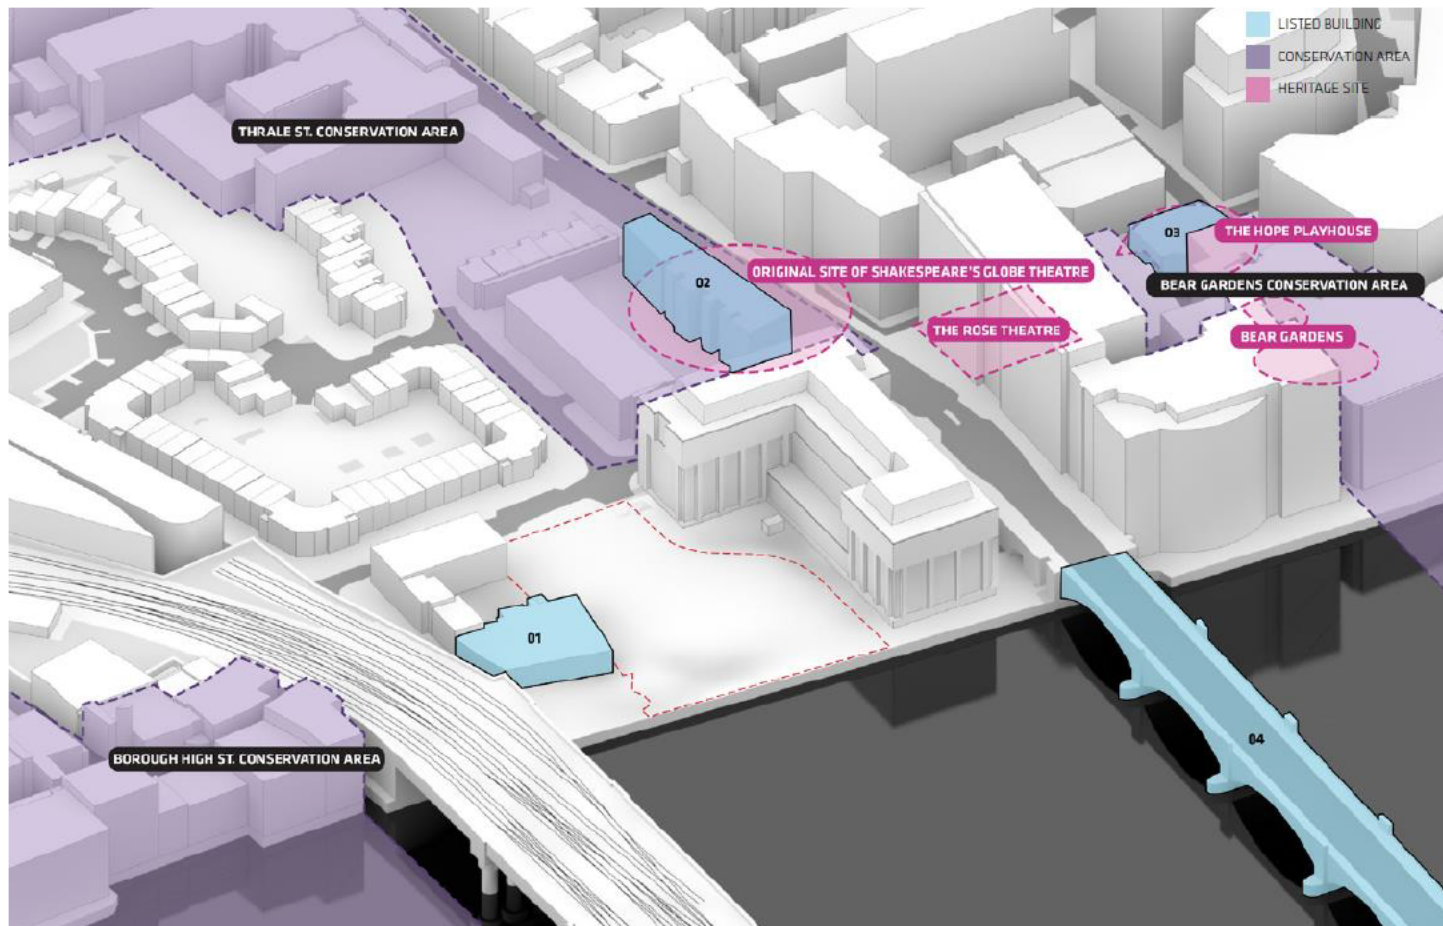 LISTED BUILDING
CONSERVATION AREA
HERITAGE SITE
THRALE ST. CONSERVATION AREA
03
THE HOPE PLAYHOUSE
ORIGINAL SITE OF SHAKESPEARE'S GLOBE THEATRE
02
BEAR GARDENS CONSERVATION AREA
THE ROSE THEATRE
BEAR GARDENS
01
04
BOROUGH HIGH ST. CONSERVATION AREA